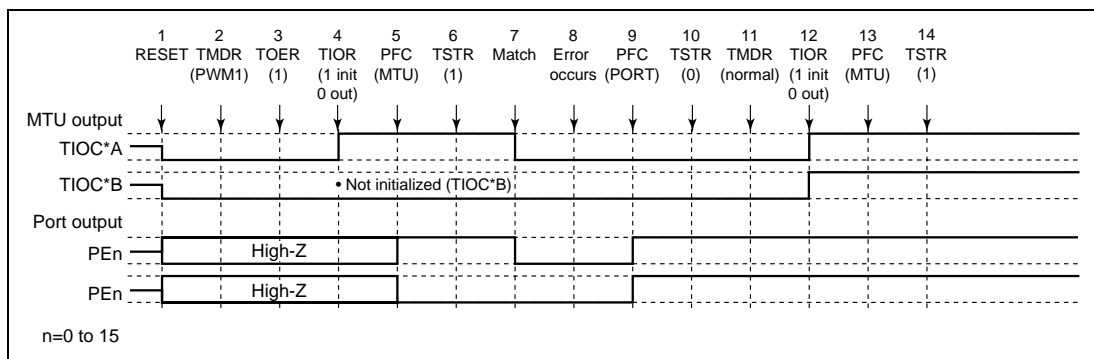 1 2 3 4 5 6 7 8 9 10 11 12 13 14
RESET TMDR TOER TIOR PFC TSTR Match Error PFC TSTR TMDR TIOR PFC TSTR
(PWM1) (1) (1 init (MTU) (1) occurs (PORT) (0) (normal) (1 init (MTU) (1)
0 out) 0 out)
MTU output
TIOC*A
TIOC*B • Not initialized (TIOC*B)
Port output
PEn High-Z
PEn High-Z
n=0 to 15